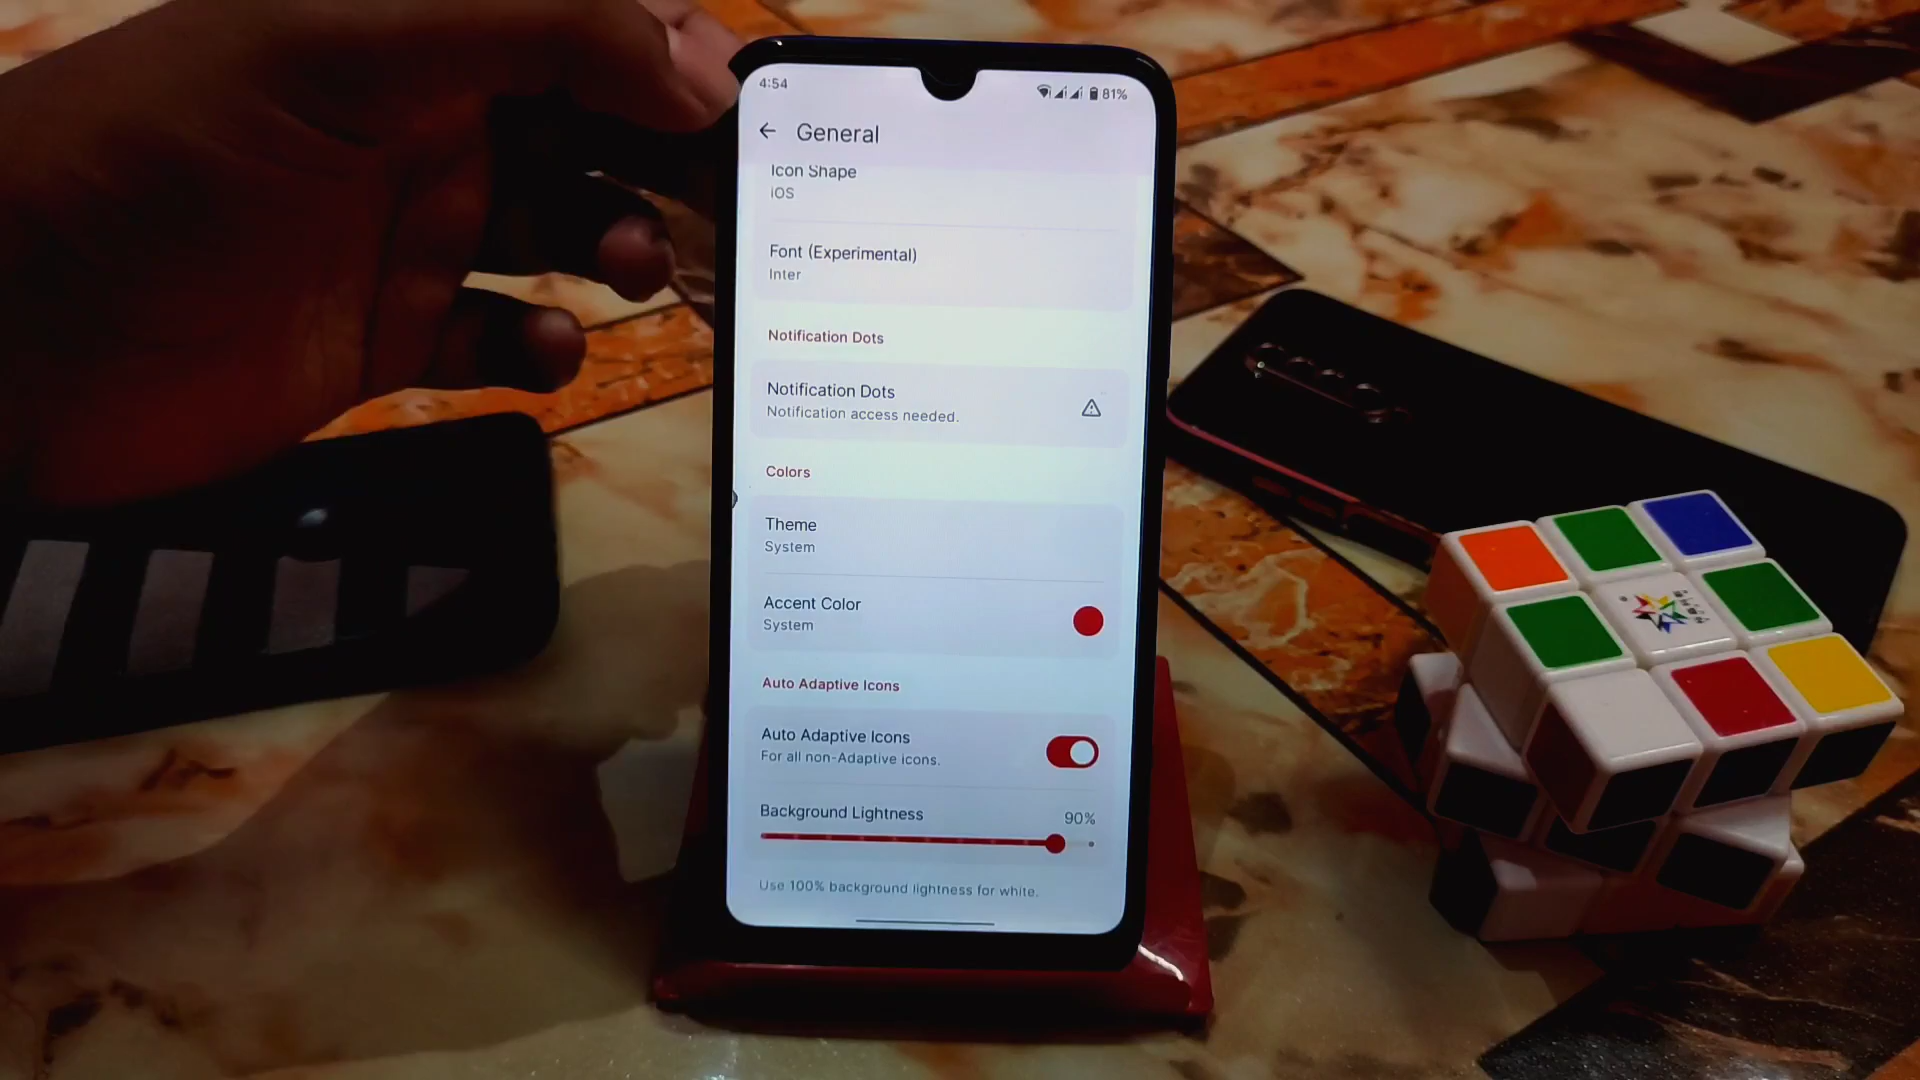 4:54
81%
General
Icon Shape
iOS
Font (Experimental)
Inter
Notification Dots
Notification Dots
Notification access needed.
Colors
Theme
System
Accent Color
System
Auto Adaptive Icons
Auto Adaptive Icons
For all non-Adaptive icons.
Background Lightness
90%
Use 100% background lightness for white.